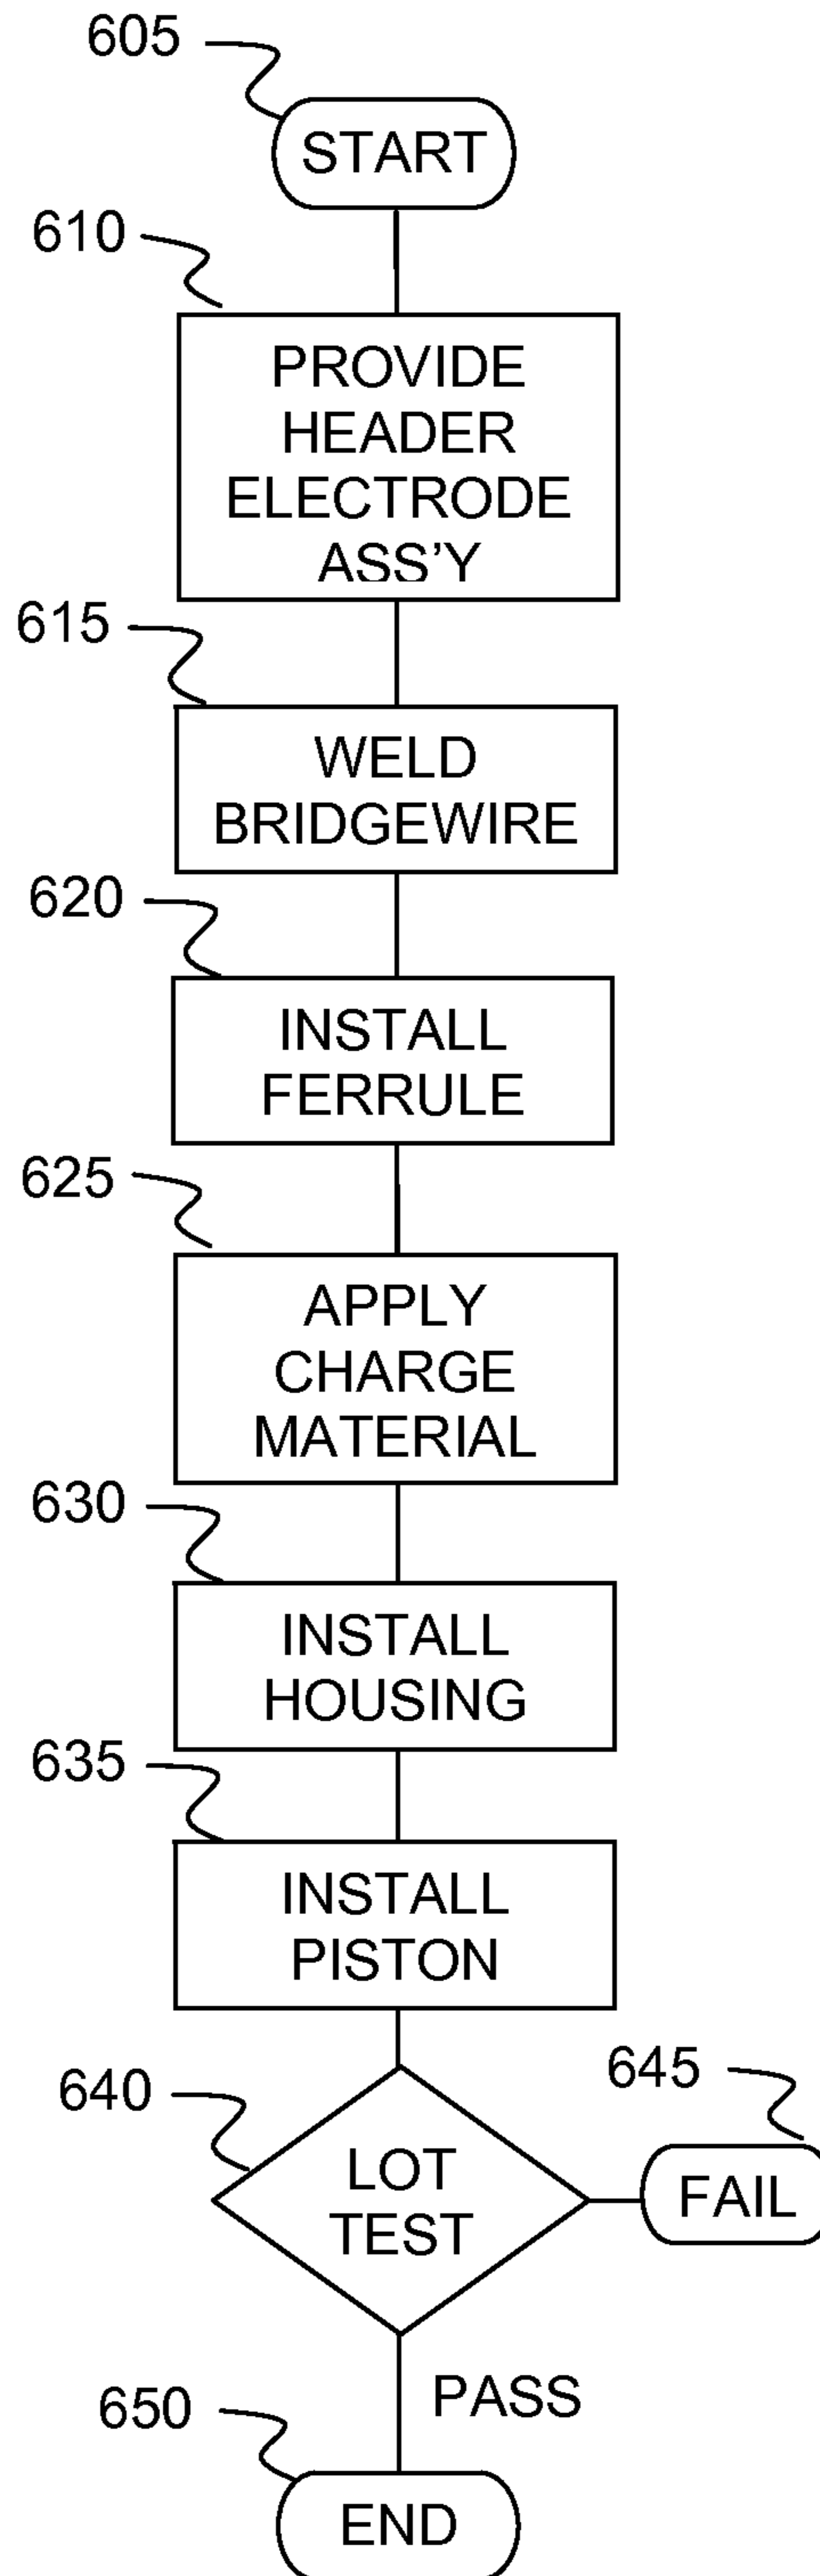 605
START
610
PROVIDE
HEADER
ELECTRODE
ASS'Y
615
WELD
BRIDGEWIRE
620
INSTALL
FERRULE
625
APPLY
CHARGE
MATERIAL
630
INSTALL
HOUSING
635
INSTALL
PISTON
640
LOT
TEST
645
FAIL
PASS
650
END